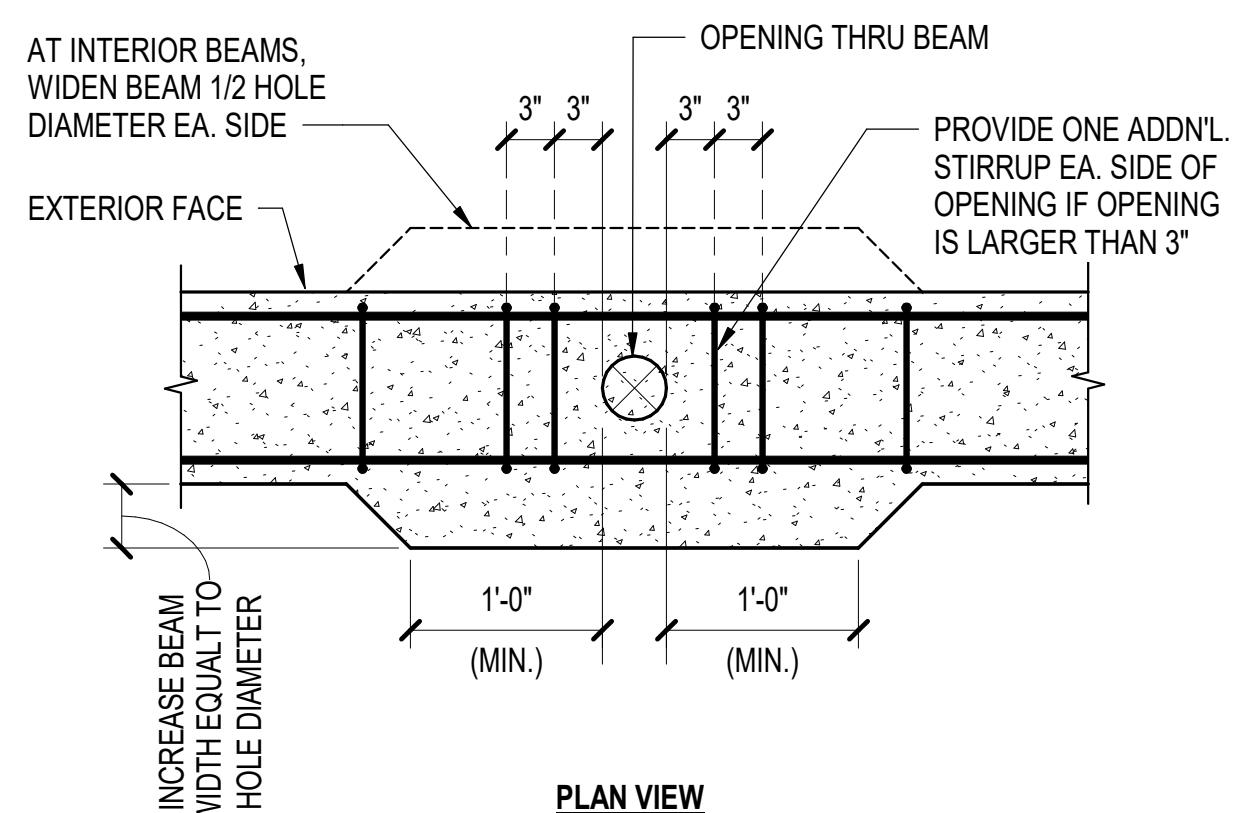 AT INTERIOR BEAMS,
WIDEN BEAM 1/2 HOLE
DIAMETER EA. SIDE
EXTERIOR FACE
OPENING THRU BEAM
3" 3" 3" 3"
PROVIDE ONE ADDN'L.
STIRRUP EA. SIDE OF
OPENING IF OPENING
IS LARGER THAN 3"
INCREASE BEAM
WIDTH EQUALT TO
HOLE DIAMETER
1'-0" 1'-0"
(MIN.) (MIN.)
PLAN VIEW